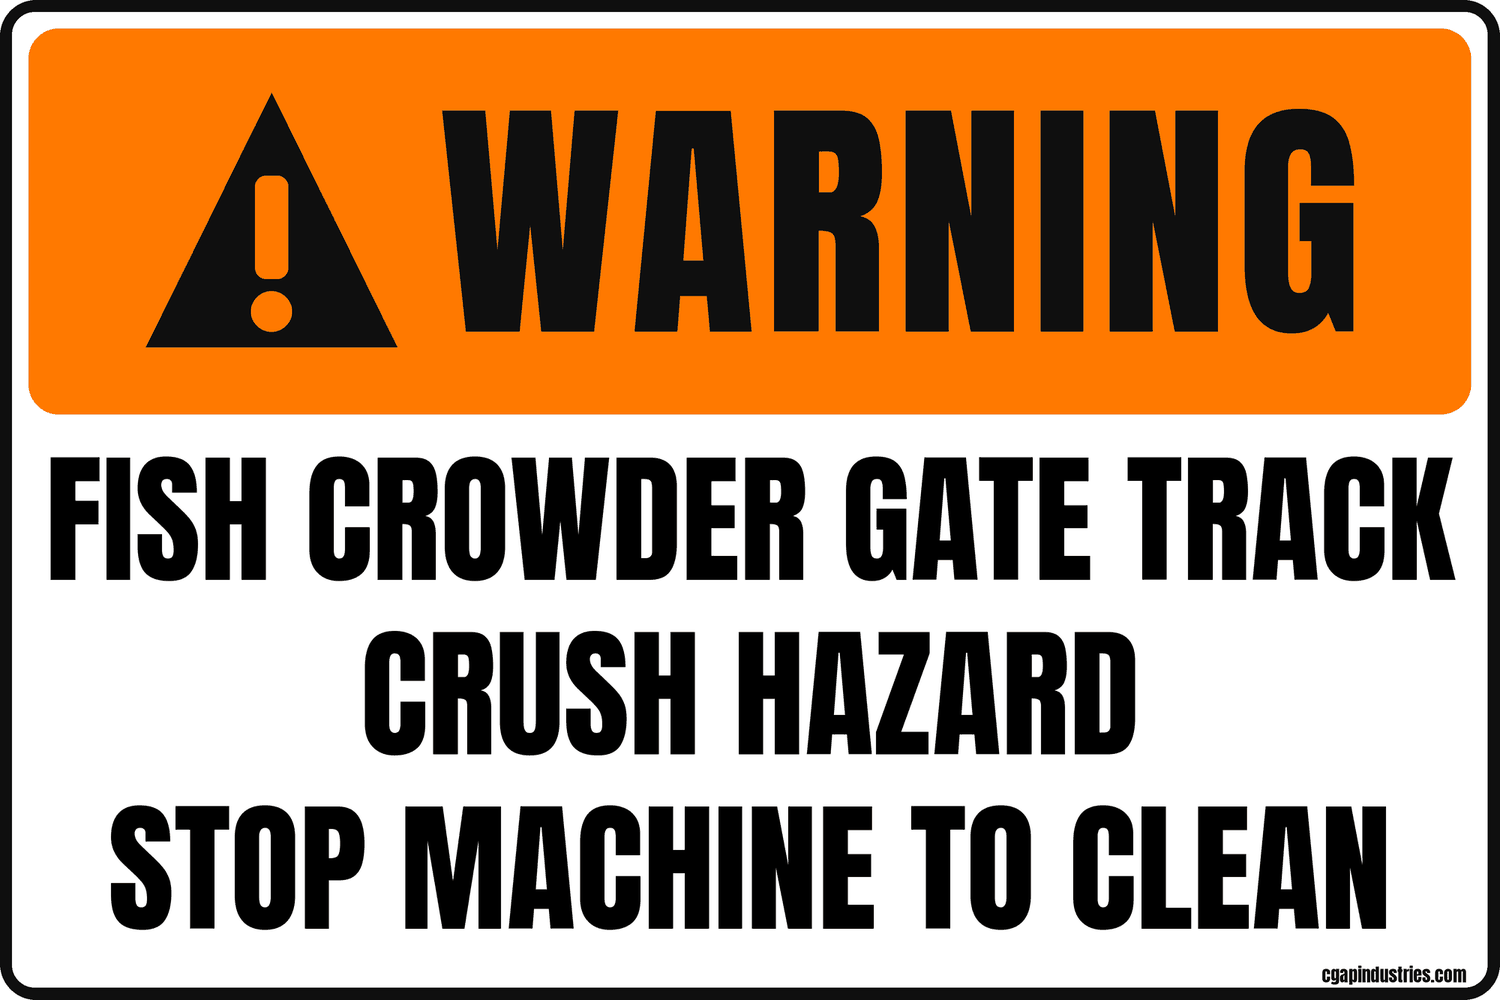 WARNING
FISH CROWDER GATE TRACK
CRUSH HAZARD
STOP MACHINE TO CLEAN
cgapindustries.com